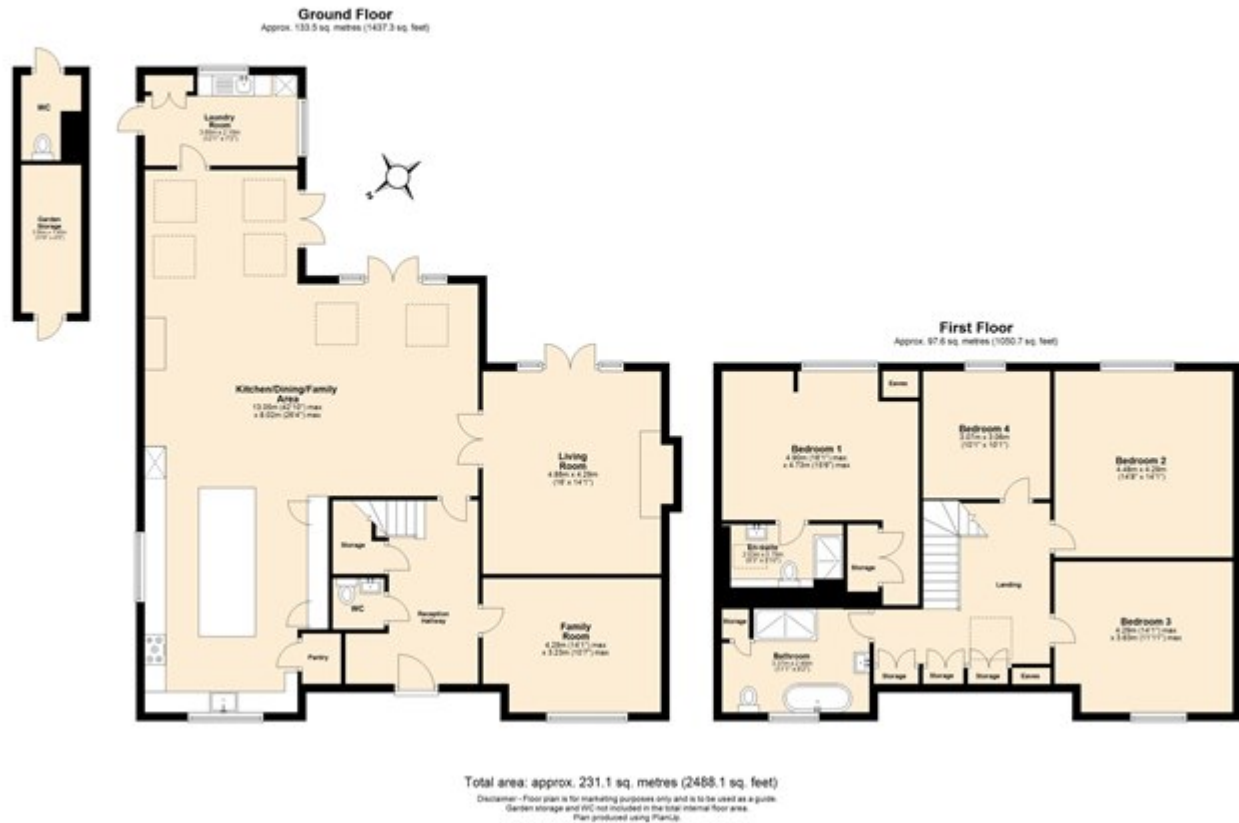 Ground Floor
Approx. 133.5 sq. metres (1437.3 sq. feet)
WC
Garden
Storage
Laundry
Room
N
Kitchen/Dining/Family
Area
13.05m (42'10") max
x 8.02m (26'4") max
Living
Room
4.88m x 4.29m
(16' x 14'1")
Storage
WC
Reception
Hallway
Pantry
Family
Room
4.29m (14'1") max
x 3.23m (10'7") max
First Floor
Approx. 97.6 sq. metres (1050.7 sq. feet)
Eaves
Bedroom 1
4.90m (16'1") max
x 4.73m (15'6") max
Bedroom 4
3.07m x 3.08m
(10'1" x 10'1")
Bedroom 2
4.48m x 4.29m
(14'8" x 14'1")
En-suite
Storage
Landing
Bedroom 3
4.29m (14'1") max
x 3.63m (11'11") max
Storage
Bathroom
Storage
Storage
Storage
Eaves
Total area: approx. 231.1 sq. metres (2488.1 sq. feet)
Disclaimer - Floor plan is for marketing purposes only and is to be used as a guide.
Garden storage and WC not included in the total internal floor area.
Plan produced using PlanUp.